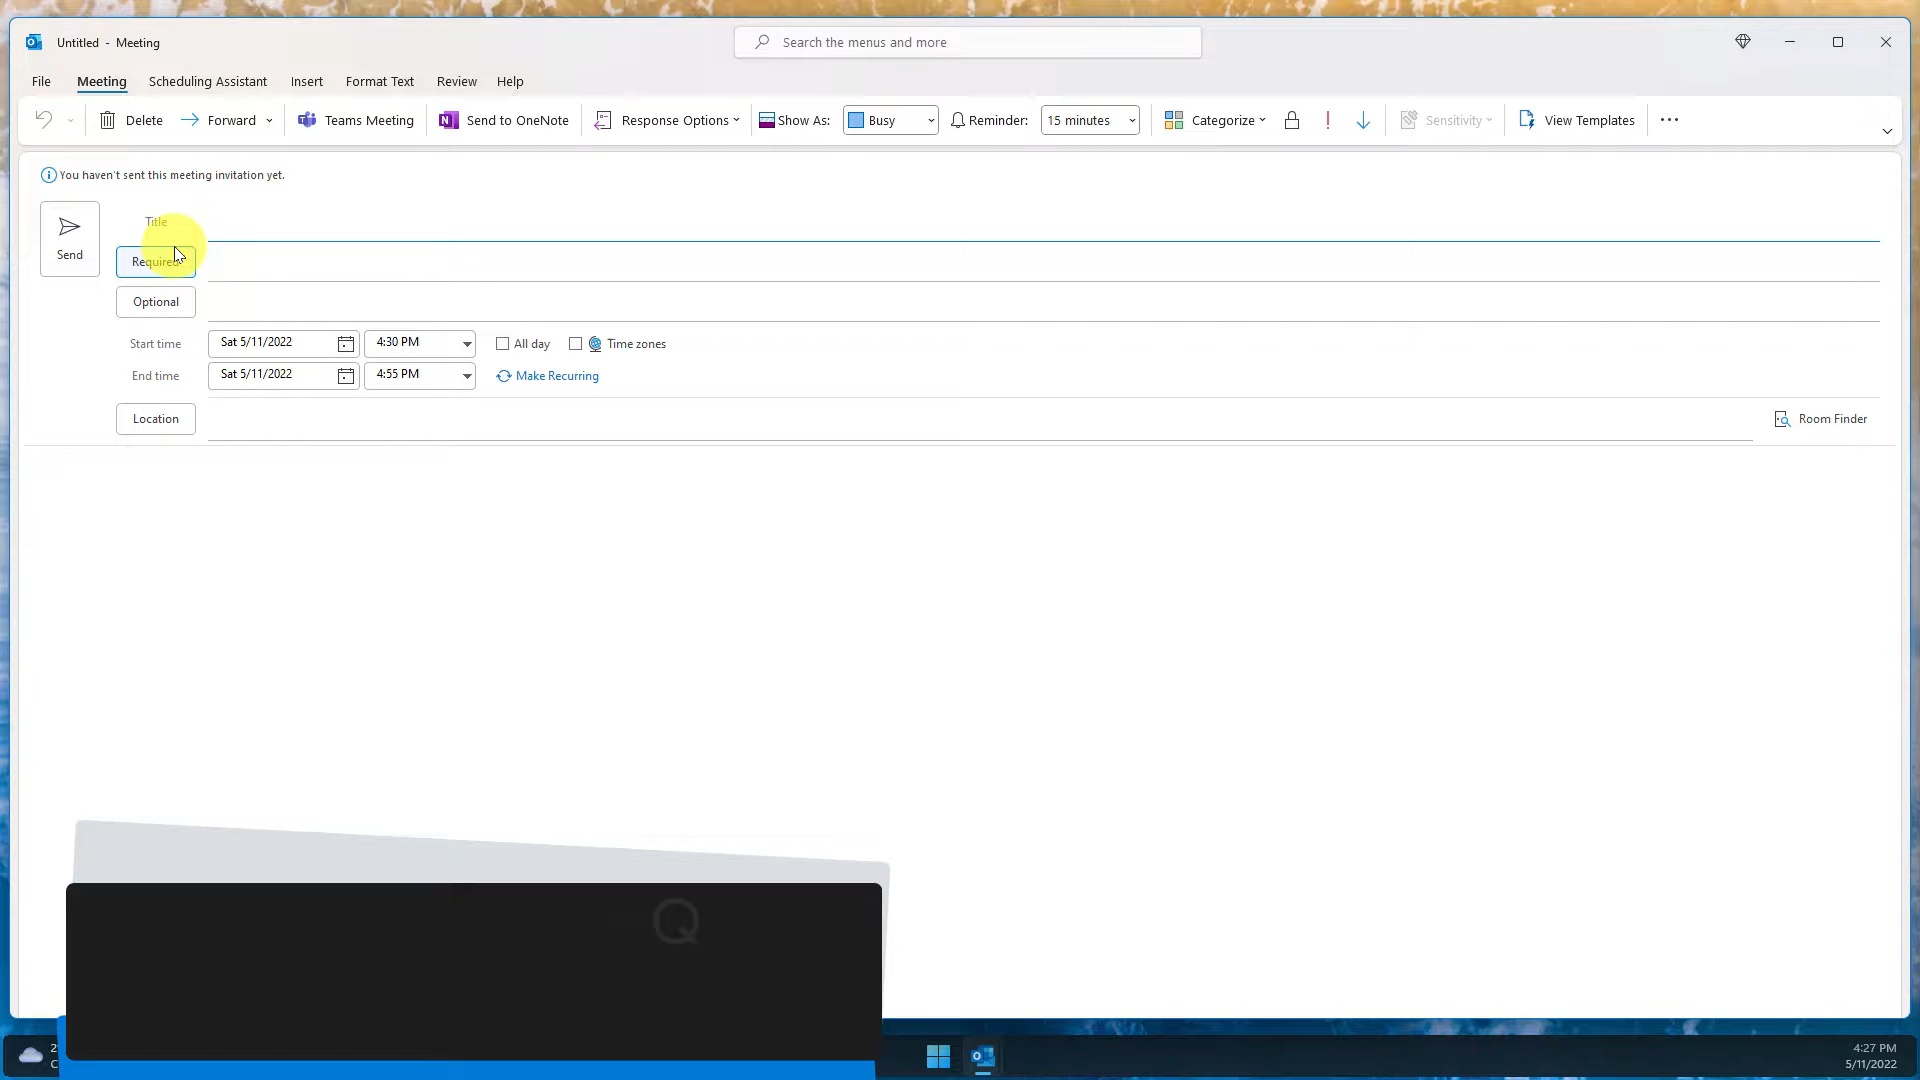 Untitled - Meeting
Search the menus and more
File Meeting Scheduling Assistant Insert Format Text Review Help
Delete Forward Teams Meeting Send to OneNote Response Options Show As: Busy Reminder: 15 minutes Categorize Sensitivity View Templates
You haven't sent this meeting invitation yet.
Title
Send
Required
Optional
Start time Sat 5/11/2022 4:30 PM All day Time zones
End time Sat 5/11/2022 4:55 PM Make Recurring
Location Room Finder
Q
4:27 PM
5/11/2022